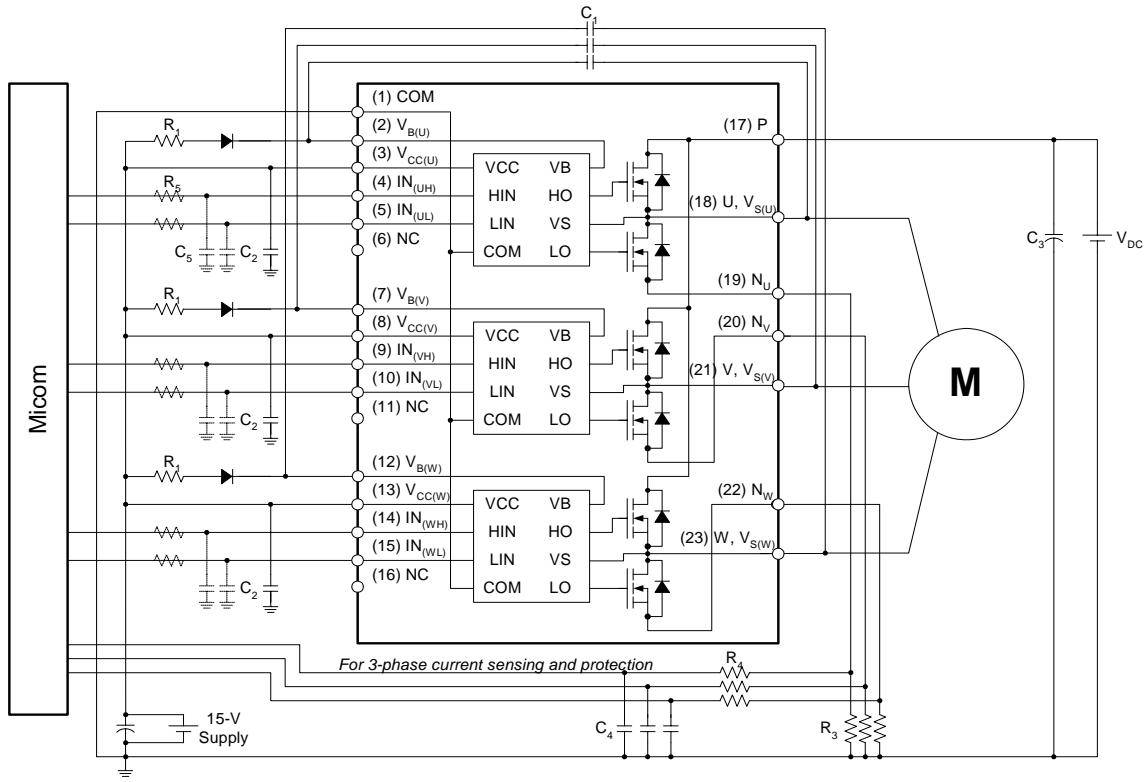 C1
Micom
(1) COM
R1
(2) VB(U)
(3) VCC(U)
R5
(4) IN(UH)
(5) IN(UL)
(6) NC
C5
C2
VCC VB
HIN HO
LIN VS
COM LO
(17) P
(18) U, VS(U)
(19) NU
C3
VDC
R1
(7) VB(V)
(8) VCC(V)
(9) IN(VH)
(10) IN(VL)
(11) NC
C2
VCC VB
HIN HO
LIN VS
COM LO
(20) NV
(21) V, VS(V)
M
R1
(12) VB(W)
(13) VCC(W)
(14) IN(WH)
(15) IN(WL)
(16) NC
C2
VCC VB
HIN HO
LIN VS
COM LO
(22) NW
(23) W, VS(W)
For 3-phase current sensing and protection
R4
15-V
Supply
C4
R3